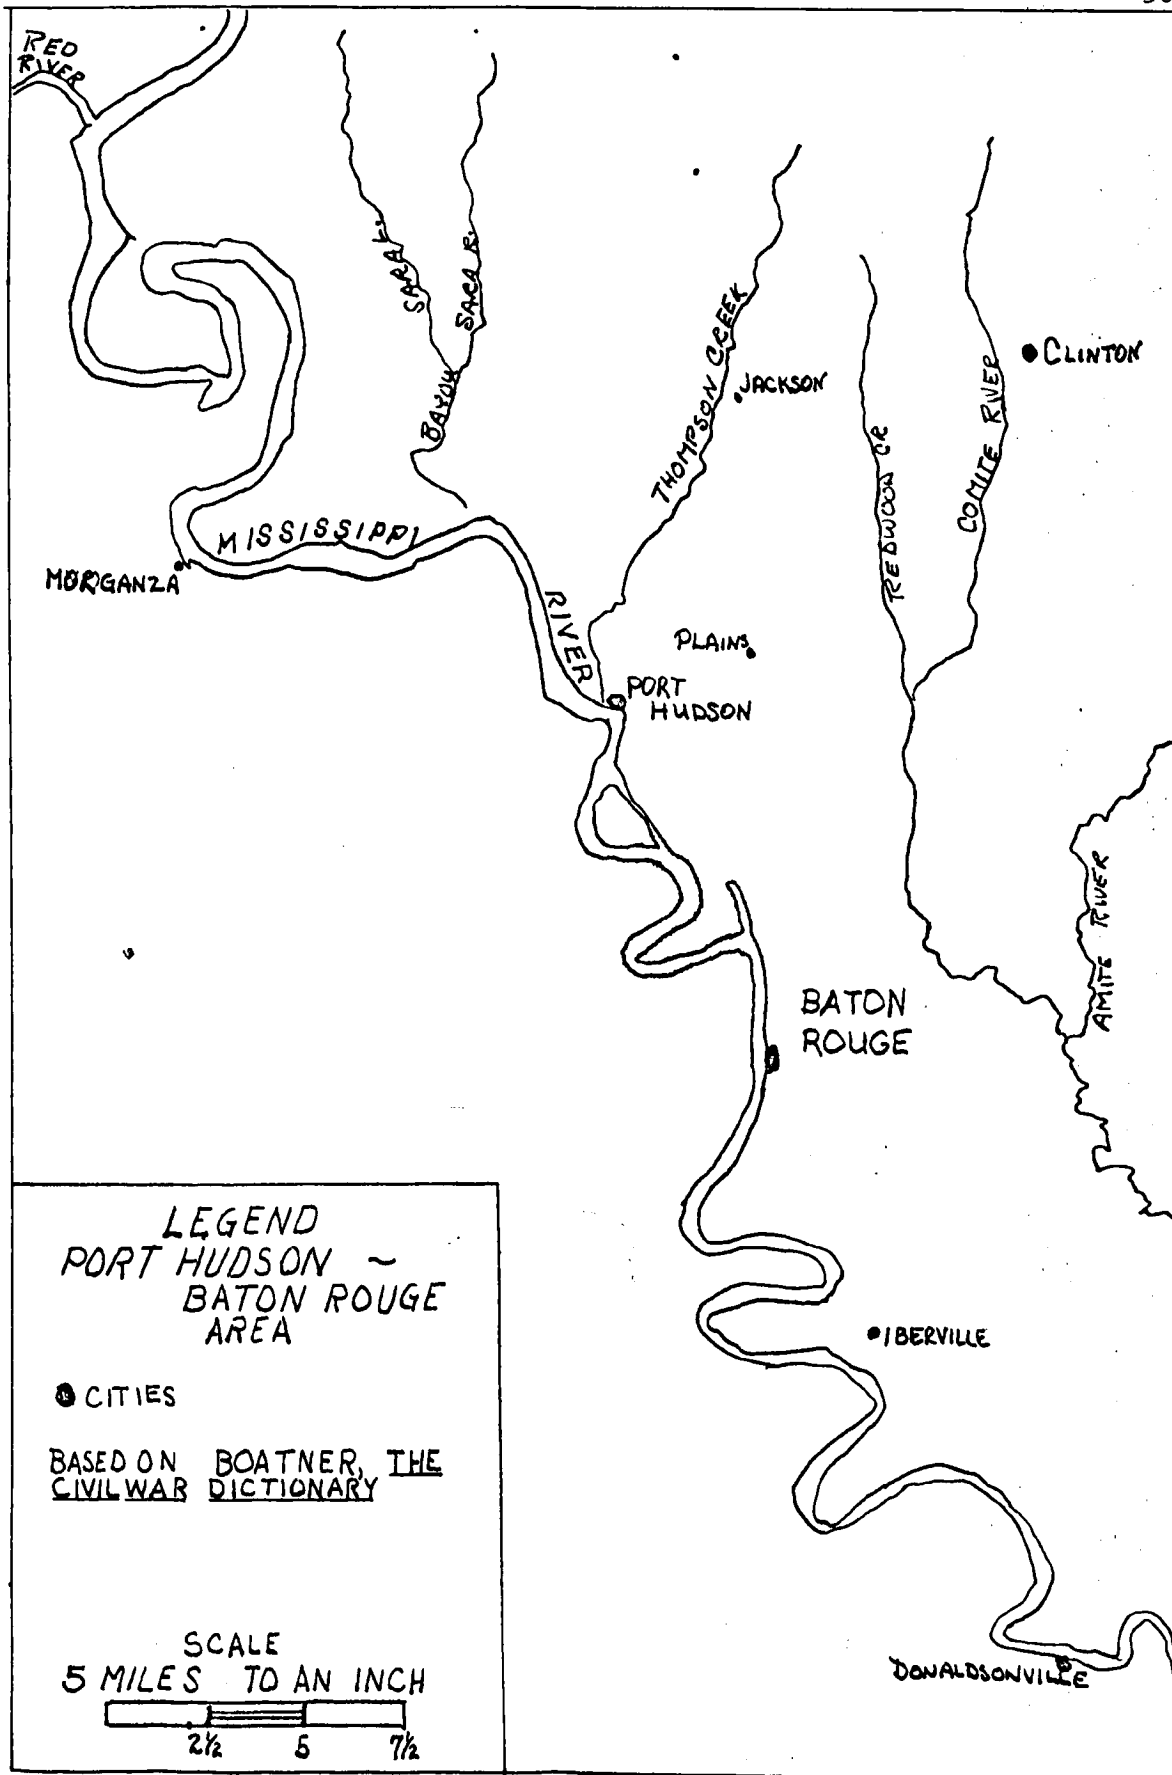 RED
RIVER
SARA L.
SARA R.
BAYOU
THOMPSON CREEK
JACKSON
REDWOOD CR
COMITE RIVER
CLINTON
MISSISSIPPI
RIVER
MORGANZA
PLAINS
PORT
HUDSON
AMITE RIVER
BATON
ROUGE
IBERVILLE
DONALDSONVILLE
LEGEND
PORT HUDSON ~
BATON ROUGE
AREA
CITIES
BASED ON BOATNER, THE
CIVIL WAR DICTIONARY
SCALE
5 MILES TO AN INCH
2½ 5 7½